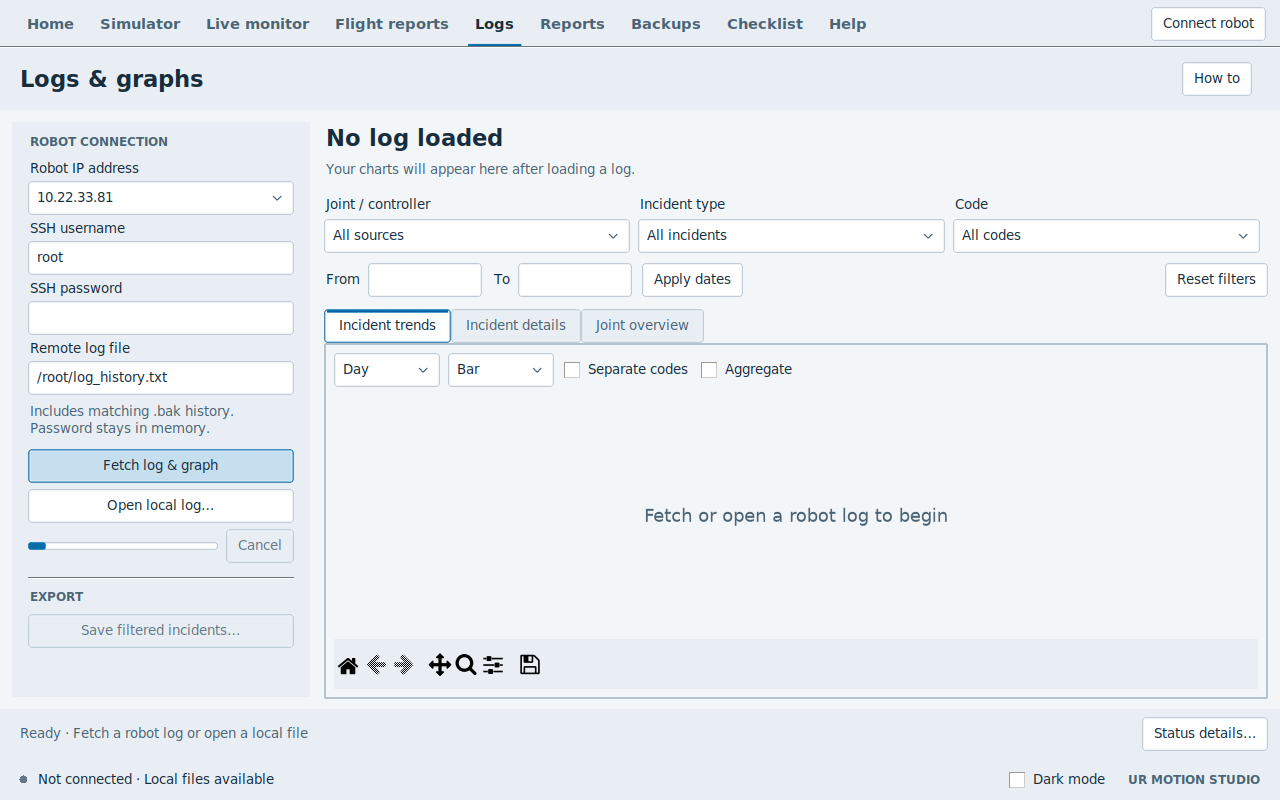 Home Simulator Live monitor Flight reports Logs Reports Backups Checklist Help Connect robot
Logs & graphs How to
ROBOT CONNECTION
Robot IP address
10.22.33.81
SSH username
root
SSH password
Remote log file
/root/log_history.txt
Includes matching .bak history.
Password stays in memory.
Fetch log & graph
Open local log...
Cancel
EXPORT
Save filtered incidents...
No log loaded
Your charts will appear here after loading a log.
Joint / controller Incident type Code
All sources All incidents All codes
From To Apply dates Reset filters
Incident trends Incident details Joint overview
Day Bar Separate codes Aggregate
Fetch or open a robot log to begin
Ready · Fetch a robot log or open a local file Status details...
Not connected · Local files available Dark mode UR MOTION STUDIO